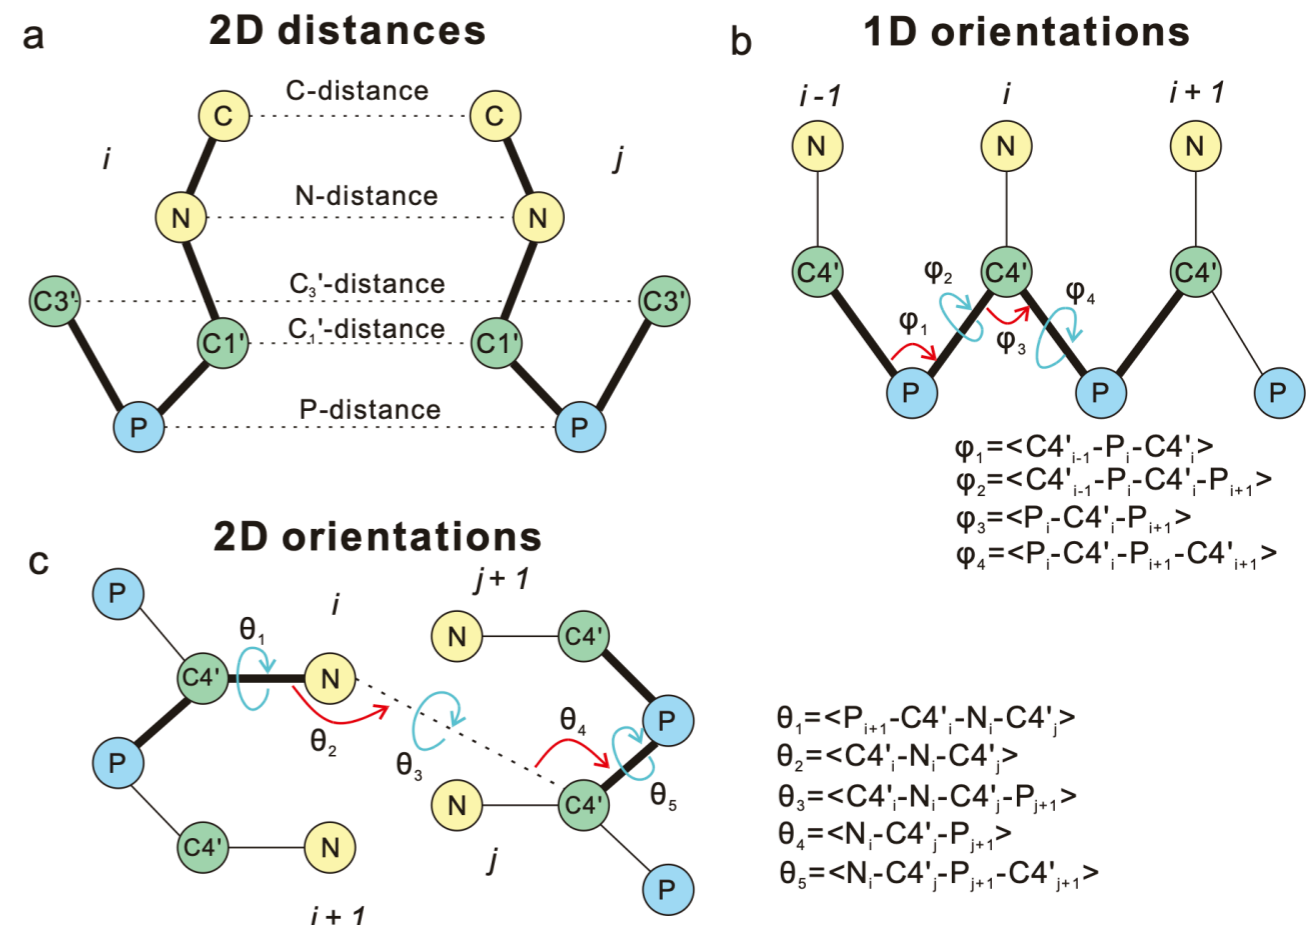 a
2D distances
C
C-distance
C
i
j
N
N-distance
N
C3'
C₃'-distance
C3'
C1'
C₁'-distance
C1'
P
P-distance
P
b
1D orientations
i -1
i
i + 1
N
N
N
C4'
φ₂
C4'
φ₄
C4'
φ₁
φ₃
P
P
P
φ₁=<C4'ᵢ₋₁-Pᵢ-C4'ᵢ>
φ₂=<C4'ᵢ₋₁-Pᵢ-C4'ᵢ-Pᵢ₊₁>
φ₃=<Pᵢ-C4'ᵢ-Pᵢ₊₁>
φ₄=<Pᵢ-C4'ᵢ-Pᵢ₊₁-C4'ᵢ₊₁>
c
2D orientations
P
i
j + 1
θ₁
N
C4'
C4'
N
θ₂
θ₃
θ₄
P
P
N
C4'
θ₅
C4'
N
j
P
i + 1
θ₁=<Pᵢ₊₁-C4'ᵢ-Nᵢ-C4'ⱼ>
θ₂=<C4'ᵢ-Nᵢ-C4'ⱼ>
θ₃=<C4'ᵢ-Nᵢ-C4'ⱼ-Pⱼ₊₁>
θ₄=<Nᵢ-C4'ⱼ-Pⱼ₊₁>
θ₅=<Nᵢ-C4'ⱼ-Pⱼ₊₁-C4'ⱼ₊₁>